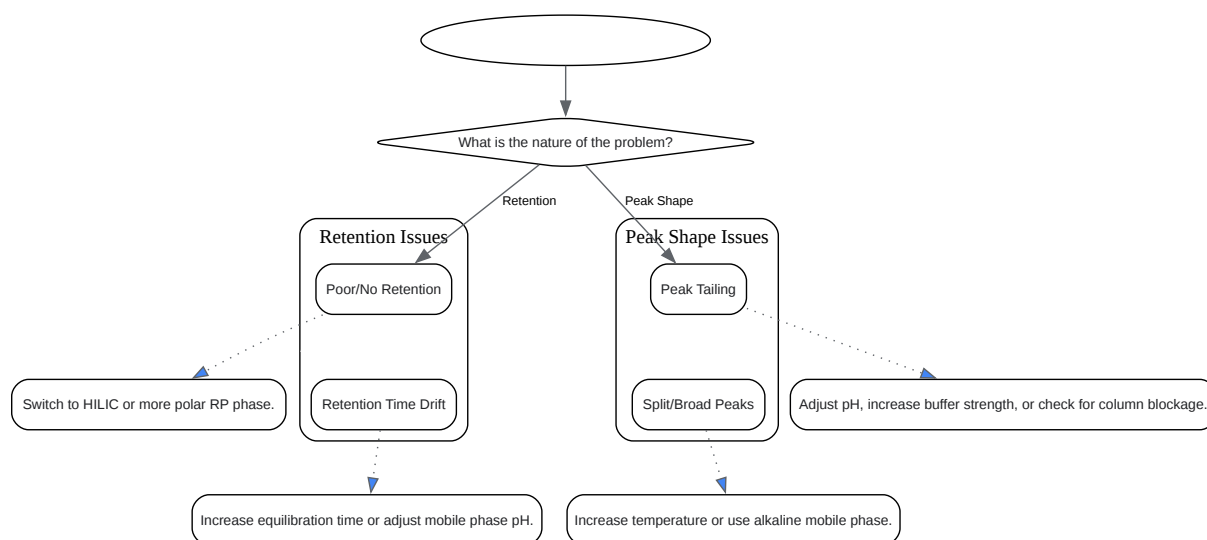 What is the nature of the problem?
Retention
Peak Shape
Retention Issues
Peak Shape Issues
Poor/No Retention
Peak Tailing
Switch to HILIC or more polar RP phase.
Retention Time Drift
Split/Broad Peaks
Adjust pH, increase buffer strength, or check for column blockage.
Increase equilibration time or adjust mobile phase pH.
Increase temperature or use alkaline mobile phase.